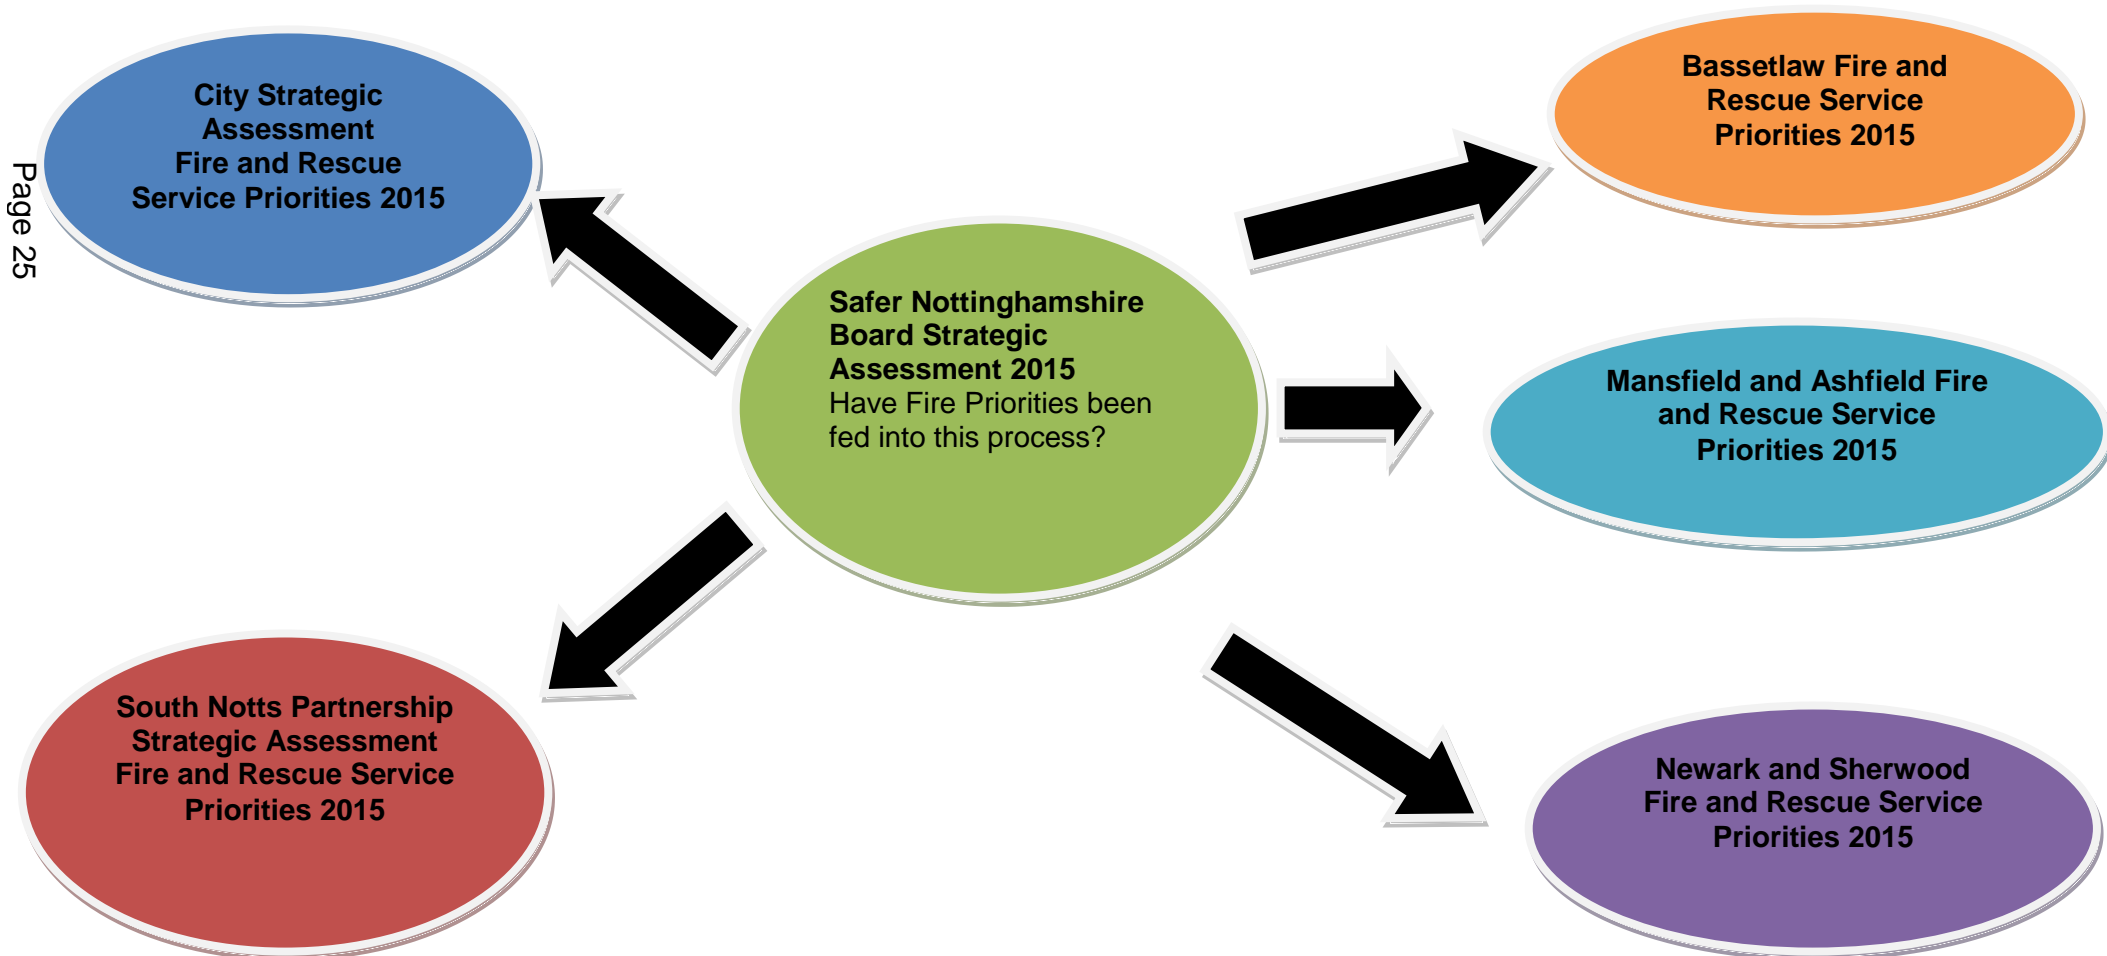 Page 25
City Strategic
Assessment
Fire and Rescue
Service Priorities 2015
Bassetlaw Fire and
Rescue Service
Priorities 2015
Safer Nottinghamshire
Board Strategic
Assessment 2015
Have Fire Priorities been
fed into this process?
Mansfield and Ashfield Fire
and Rescue Service
Priorities 2015
South Notts Partnership
Strategic Assessment
Fire and Rescue Service
Priorities 2015
Newark and Sherwood
Fire and Rescue Service
Priorities 2015